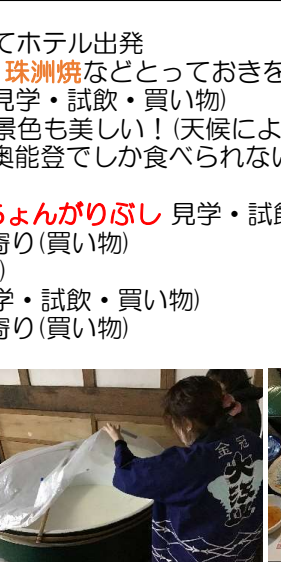 てホテル出発
珠洲焼などとっておきを
見学・試飲・買い物)
景色も美しい！(天候によ
奥能登でしか食べられない
ちょんがりぶし 見学・試飲
寄り(買い物)
)
学・試飲・買い物)
寄り(買い物)
金冠